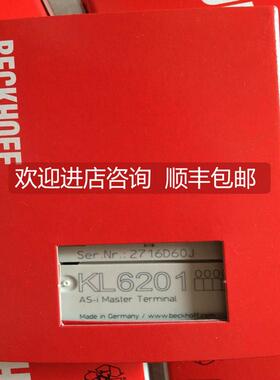 BECKHOFF
欢迎进店咨询 顺丰包邮
Ser.Nr.: 2716D60J
KL6201
AS-i Master Terminal
Made in Germany / www.beckhoff.com